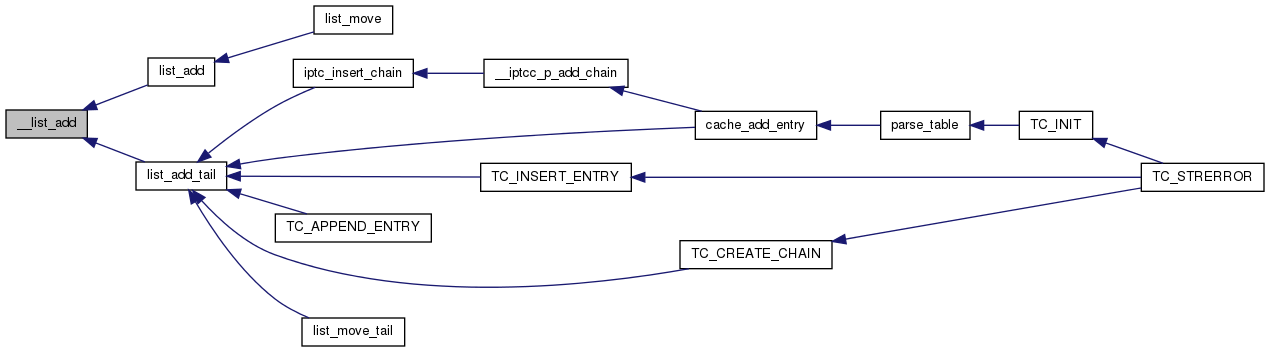 list_move
list_add
iptc_insert_chain
__iptcc_p_add_chain
__list_add
cache_add_entry
parse_table
TC_INIT
list_add_tail
TC_INSERT_ENTRY
TC_STRERROR
TC_APPEND_ENTRY
TC_CREATE_CHAIN
list_move_tail